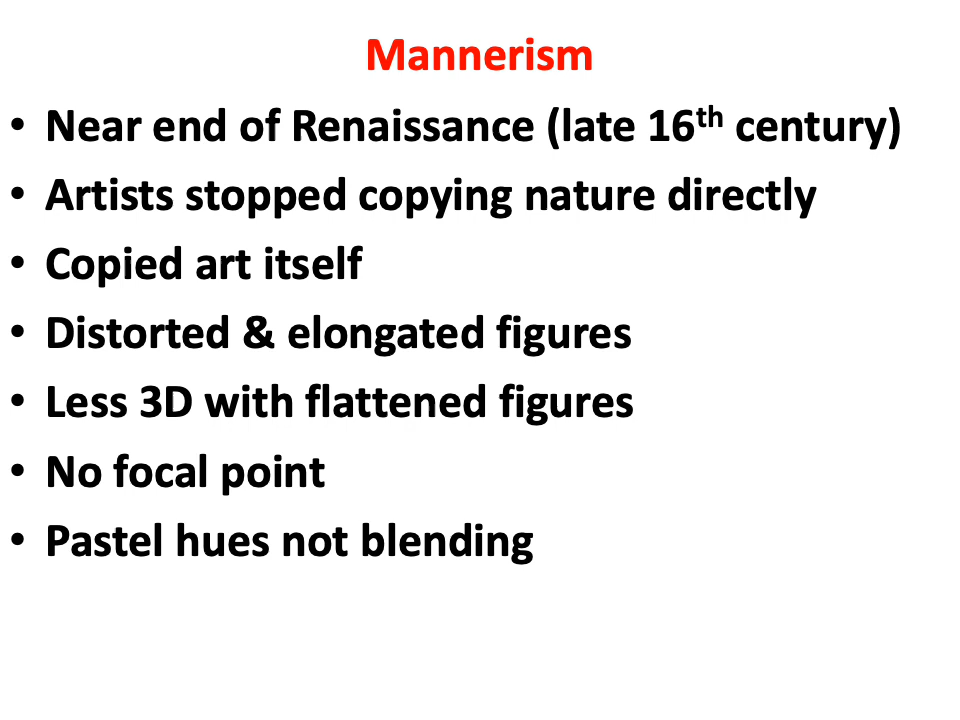 Mannerism
• Near end of Renaissance (late 16th century)
• Artists stopped copying nature directly
• Copied art itself
• Distorted & elongated figures
• Less 3D with flattened figures
• No focal point
• Pastel hues not blending